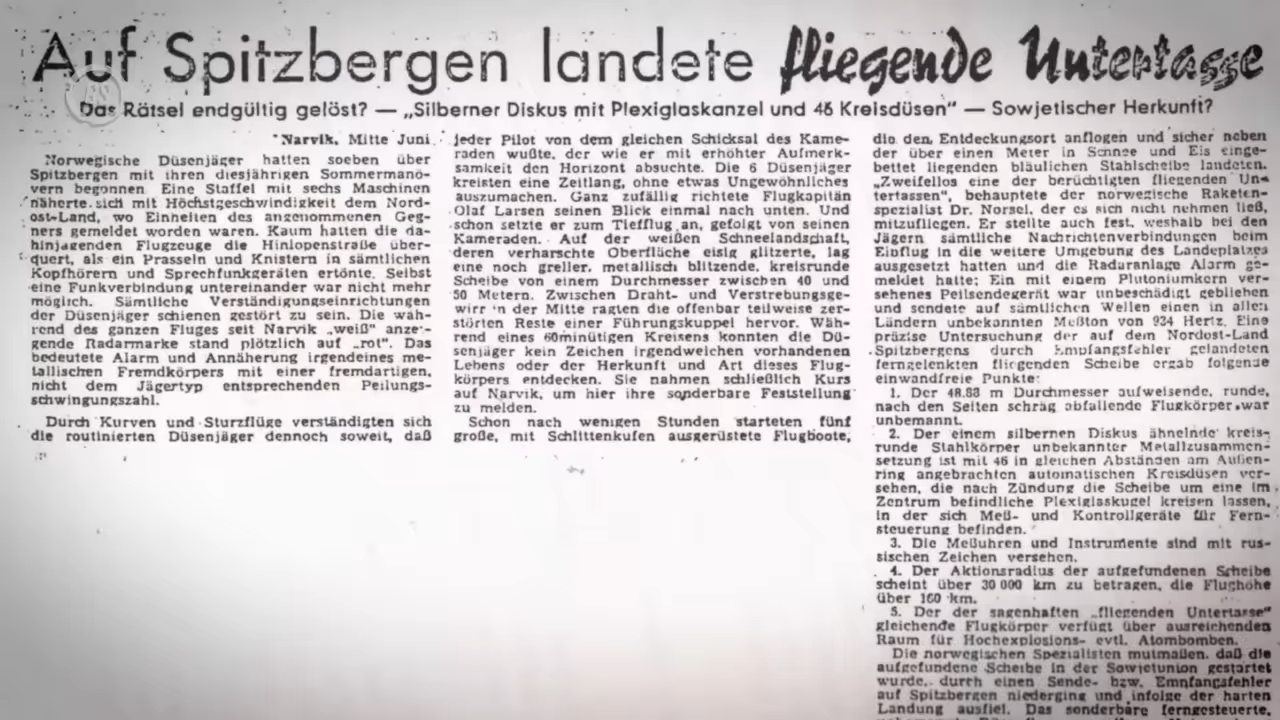 Auf Spitzbergen landete fliegende Untertasse
Das Rätsel endgültig gelöst? — „Silberner Diskus mit Plexiglaskanzel und 46 Kreisdüsen" — Sowjetischer Herkunft?
Narvik, Mitte Juni.
Norwegische Düsenjäger hatten soeben über
Spitzbergen mit ihren diesjährigen Sommermanö-
vern begonnen. Eine Staffel mit sechs Maschinen
näherte sich mit Höchstgeschwindigkeit dem Nord-
ost-Land, wo Einheiten des angenommenen Geg-
ners gemeldet worden waren. Kaum hatten die da-
hinjagenden Flugzeuge die Hinlopenstraße über-
quert, als ein Prasseln und Knistern in sämtlichen
Kopfhörern und Sprechfunkgeräten ertönte. Selbst
eine Funkverbindung untereinander war nicht mehr
möglich. Sämtliche Verständigungseinrichtungen
der Düsenjäger schienen gestört zu sein. Die wäh-
rend des ganzen Fluges seit Narvik „weiß" anze-
gende Radarmarke stand plötzlich auf „rot". Das
bedeutete Alarm und Annäherung irgendeines me-
tallischen Fremdkörpers mit einer fremdartigen,
nicht dem Jägertyp entsprechenden Peilungs-
schwingungszahl.
Durch Kurven und Sturzflüge verständigten sich
die routinierten Düsenjäger dennoch soweit, daß
jeder Pilot von dem gleichen Schicksal des Kame-
raden wußte, der wie er mit erhöhter Aufmerk-
samkeit den Horizont absuchte. Die 6 Düsenjäger
kreisten eine Zeitlang, ohne etwas Ungewöhnliches
auszumachen. Ganz zufällig richtete Flugkapitän
Olaf Larsen seinen Blick einmal nach unten. Und
schon setzte er zum Tiefflug an, gefolgt von seinen
Kameraden. Auf der weißen Schneelandschaft,
deren verharschte Oberfläche eisig glitzerte, lag
eine noch greller, metallisch blitzende, kreisrunde
Scheibe von einem Durchmesser zwischen 40 und
50 Metern. Zwischen Draht- und Verstrebungsge-
wirr in der Mitte ragten die offenbar teilweise zer-
störten Reste einer Führungskuppel hervor. Wäh-
rend eines 60minütigen Kreisens konnten die Dü-
senjäger kein Zeichen irgendwelchen vorhandenen
Lebens oder der Herkunft und Art dieses Flug-
körpers entdecken. Sie nahmen schließlich Kurs
auf Narvik, um hier ihre sonderbare Feststellung
zu melden.
Schon nach wenigen Stunden starteten fünf
große, mit Schlittenkufen ausgerüstete Flugboote,
die den Entdeckungsort anflogen und sicher neben
der über einen Meter in Schnee und Eis einge-
bettet liegenden bläulichen Stahlscheibe landeten.
„Zweifellos eine der berüchtigten fliegenden Un-
tertassen", behauptete der norwegische Raketen-
spezialist Dr. Norsel, der es sich nicht nehmen ließ,
mitzufliegen. Er stellte auch fest, weshalb bei den
Jägern sämtliche Nachrichtenverbindungen beim
Einflug in die weitere Umgebung des Landeplatzes
ausgesetzt hatten und die Radaranlage Alarm ge-
meldet hatte: Ein mit einem Plutoniumkern ver-
sehenes Peilsendegerät war unbeschädigt geblieben
und sendete auf sämtlichen Wellen einen in allen
Ländern unbekannten Meßton von 934 Hertz. Eine
präzise Untersuchung der auf dem Nordost-Land
Spitzbergens durch Empfangsfehler gelandeten
ferngelenkten fliegenden Scheibe ergab folgende
einwandfreie Punkte:
1. Der 48.88 m Durchmesser aufweisende, runde,
nach den Seiten schräg abfallende Flugkörper war
unbemannt.
2. Der einem silbernen Diskus ähnelnde kreis-
runde Stahlkörper unbekannter Metallzusammen-
setzung ist mit 46 in gleichen Abständen am Außen-
ring angebrachten automatischen Kreisdüsen ver-
sehen, die nach Zündung die Scheibe um eine im
Zentrum befindliche Plexiglaskugel kreisen lassen,
in der sich Meß- und Kontrollgeräte für Fern-
steuerung befinden.
3. Die Meßuhren und Instrumente sind mit rus-
sischen Zeichen versehen.
4. Der Aktionsradius der aufgefundenen Scheibe
scheint über 30 000 km zu betragen, die Flughöhe
über 160 km.
5. Der der sagenhaften „fliegenden Untertasse"
gleichende Flugkörper verfügt über ausreichenden
Raum für Hochexplosions- evtl. Atombomben.
Die norwegischen Spezialisten mutmaßen, daß die
aufgefundene Scheibe in der Sowjetunion gestartet
wurde, durch einen Sende- bzw. Empfangsfehler
auf Spitzbergen niederging und infolge der harten
Landung ausfiel. Das sonderbare ferngesteuerte,